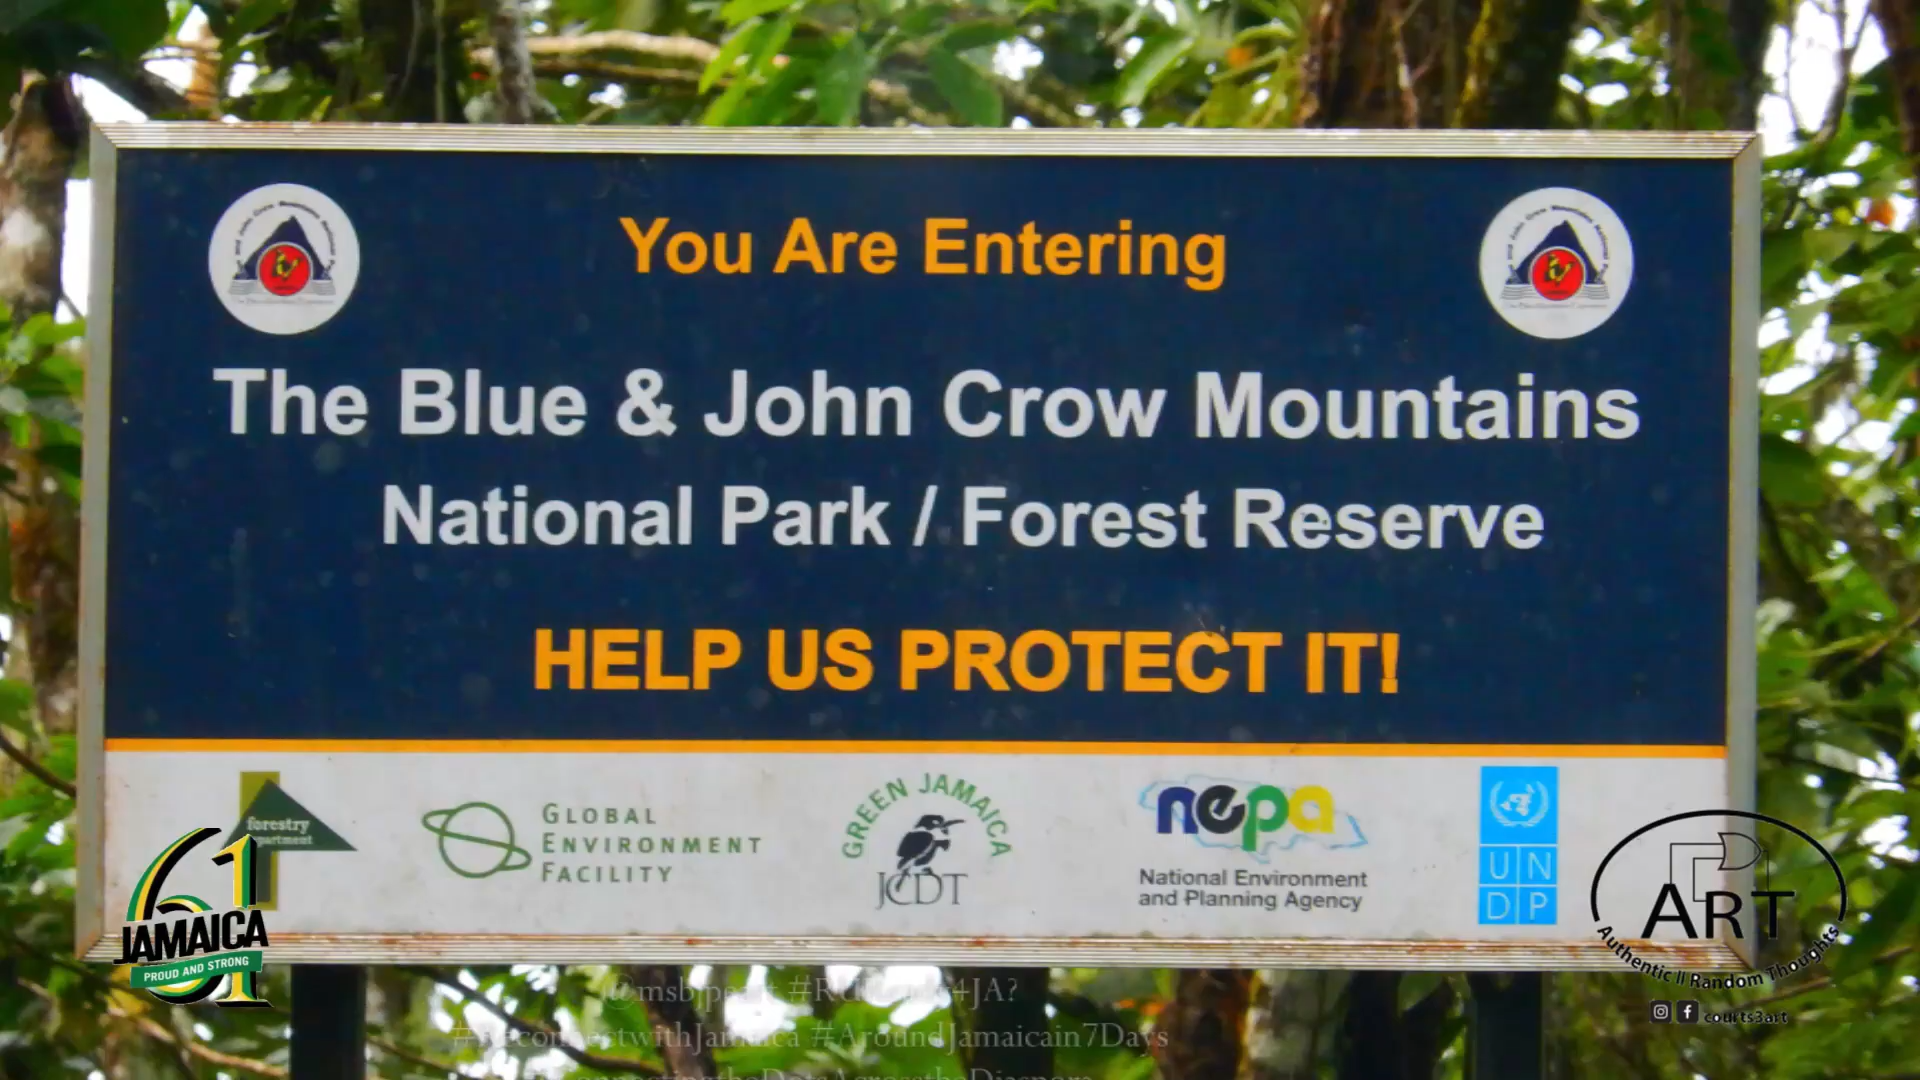 You Are Entering
The Blue & John Crow Mountains
National Park / Forest Reserve
HELP US PROTECT IT!
forestry
GLOBAL
ENVIRONMENT
FACILITY
GREEN JAMAICA
JCDT
nepa
National Environment
and Planning Agency
UN
DP
61
JAMAICA
PROUD AND STRONG
ART
Authentic II Random Thoughts
courts3art
#AroundJamaicain7Days